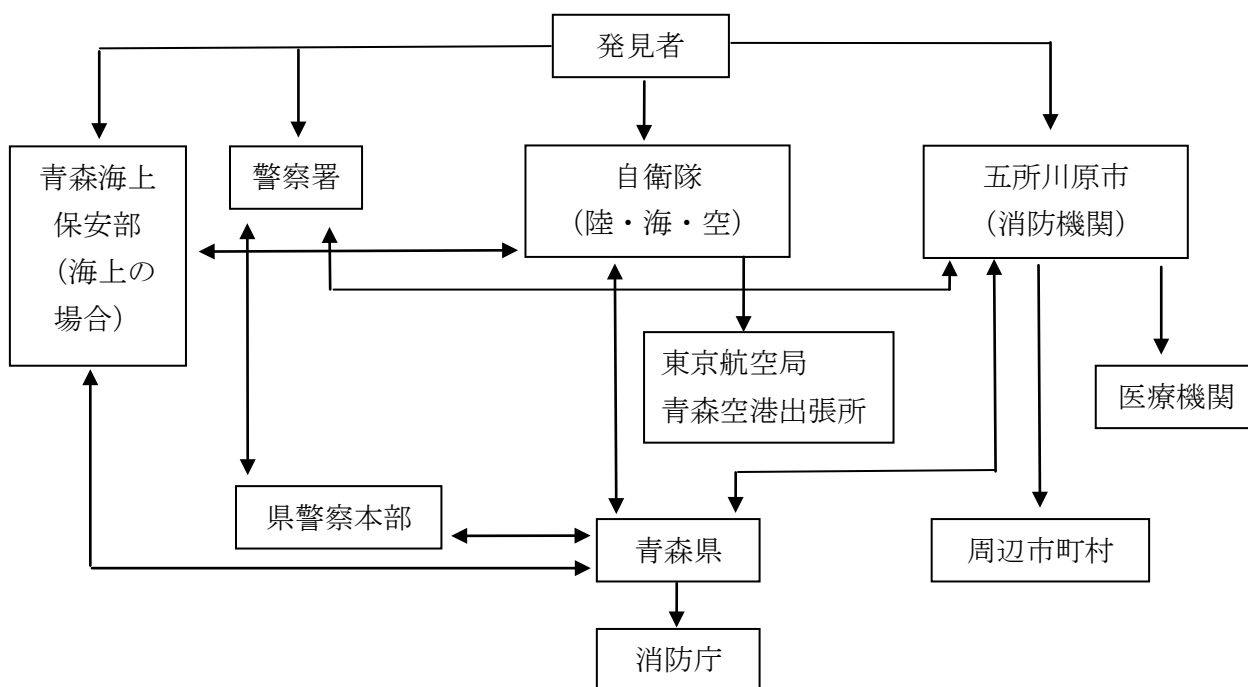 発見者
青森海上
保安部
（海上の
場合）
警察署
自衛隊
（陸・海・空）
五所川原市
（消防機関）
東京航空局
青森空港出張所
医療機関
県警察本部
青森県
周辺市町村
消防庁